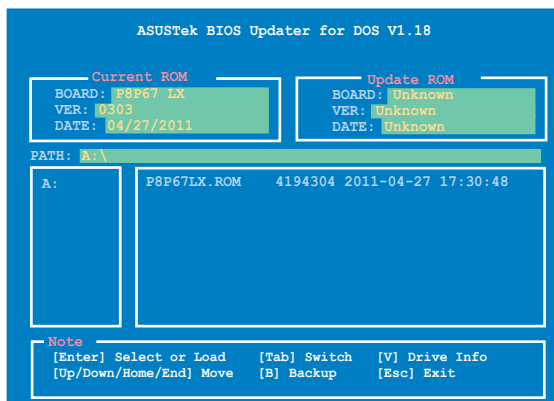 ASUSTek BIOS Updater for DOS V1.18
Current ROM
BOARD: P8P67 LX
VER: 0303
DATE: 04/27/2011
Update ROM
BOARD: Unknown
VER: Unknown
DATE: Unknown
PATH: A:\
A:
P8P67LX.ROM 4194304 2011-04-27 17:30:48
Note
[Enter] Select or Load [Tab] Switch [V] Drive Info
[Up/Down/Home/End] Move [B] Backup [Esc] Exit